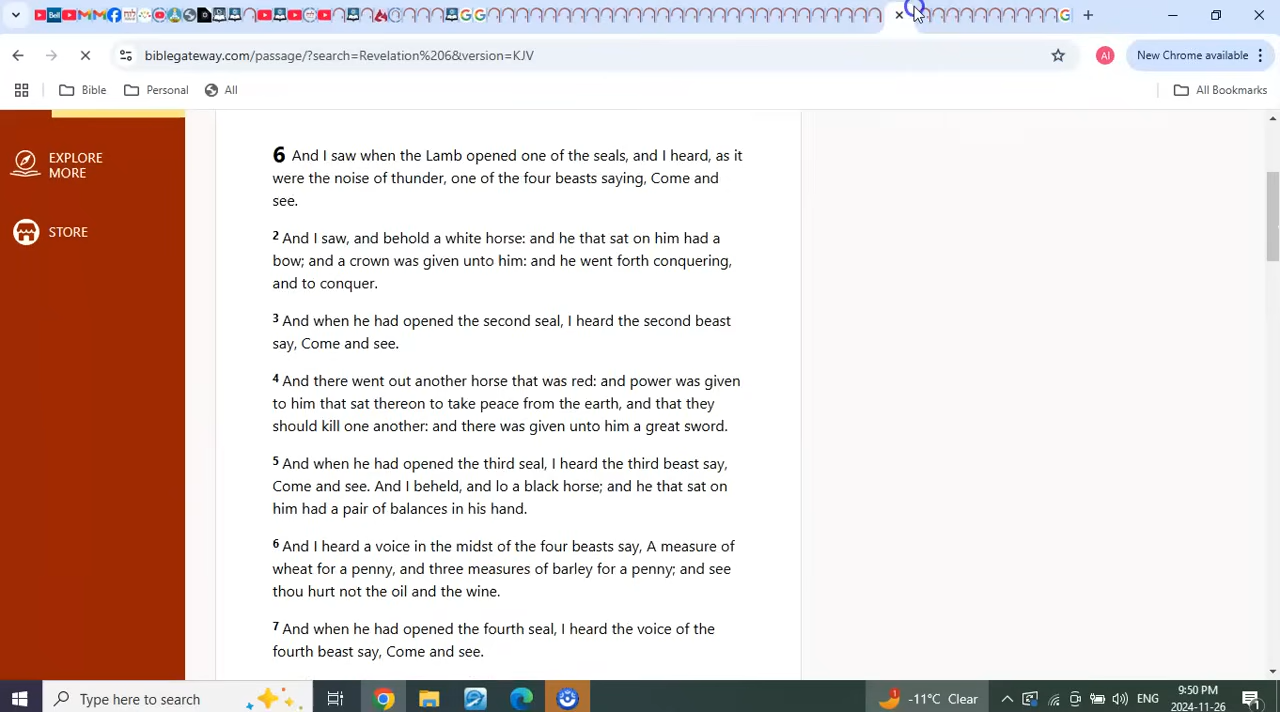 Bell
biblegateway.com/passage/?search=Revelation%206&version=KJV
AI
New Chrome available
Bible
Personal
All
All Bookmarks
EXPLORE
MORE
STORE
6 And I saw when the Lamb opened one of the seals, and I heard, as it
were the noise of thunder, one of the four beasts saying, Come and
see.
2 And I saw, and behold a white horse: and he that sat on him had a
bow; and a crown was given unto him: and he went forth conquering,
and to conquer.
3 And when he had opened the second seal, I heard the second beast
say, Come and see.
4 And there went out another horse that was red: and power was given
to him that sat thereon to take peace from the earth, and that they
should kill one another: and there was given unto him a great sword.
5 And when he had opened the third seal, I heard the third beast say,
Come and see. And I beheld, and lo a black horse; and he that sat on
him had a pair of balances in his hand.
6 And I heard a voice in the midst of the four beasts say, A measure of
wheat for a penny, and three measures of barley for a penny; and see
thou hurt not the oil and the wine.
7 And when he had opened the fourth seal, I heard the voice of the
fourth beast say, Come and see.
Type here to search
1
-11°C Clear
ENG
9:50 PM
2024-11-26
1